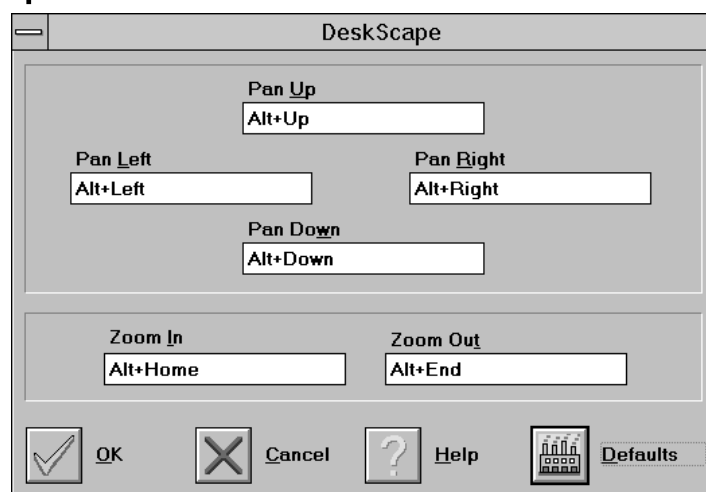 DeskScape
Pan Up
Alt+Up
Pan Left Pan Right
Alt+Left Alt+Right
Pan Down
Alt+Down
Zoom In Zoom Out
Alt+Home Alt+End
OK Cancel ? Help Defaults